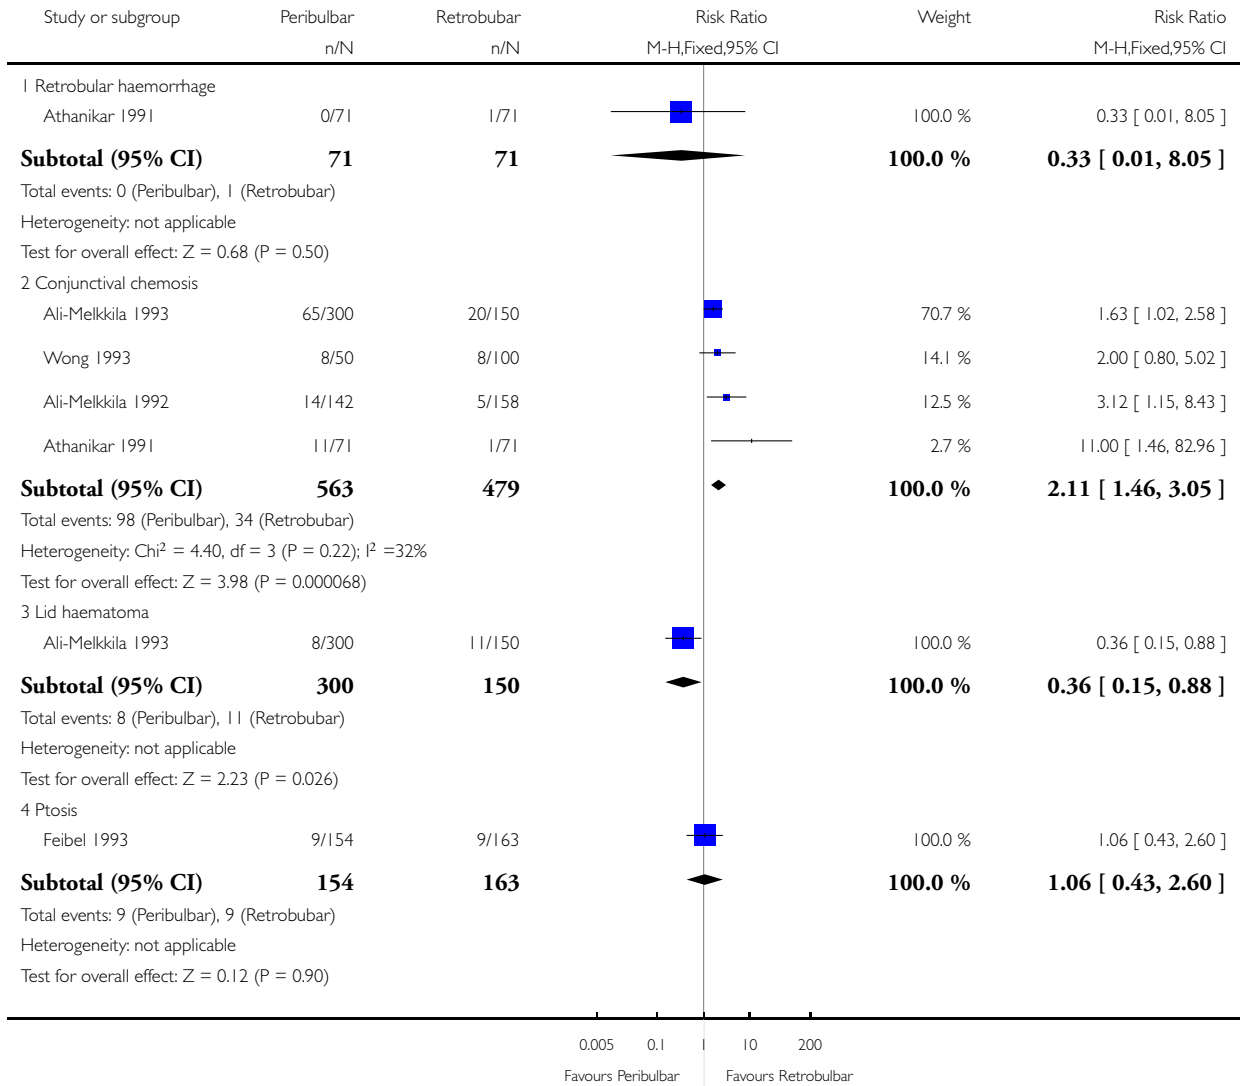 Study or subgroup Peribulbar Retrobubar Risk Ratio Weight Risk Ratio
n/N n/N M-H,Fixed,95% CI M-H,Fixed,95% CI
1 Retrobular haemorrhage
Athanikar 1991 0/71 1/71 100.0 % 0.33 [ 0.01, 8.05 ]
Subtotal (95% CI) 71 71 100.0 % 0.33 [ 0.01, 8.05 ]
Total events: 0 (Peribulbar), 1 (Retrobubar)
Heterogeneity: not applicable
Test for overall effect: Z = 0.68 (P = 0.50)
2 Conjunctival chemosis
Ali-Melkkila 1993 65/300 20/150 70.7 % 1.63 [ 1.02, 2.58 ]
Wong 1993 8/50 8/100 14.1 % 2.00 [ 0.80, 5.02 ]
Ali-Melkkila 1992 14/142 5/158 12.5 % 3.12 [ 1.15, 8.43 ]
Athanikar 1991 11/71 1/71 2.7 % 11.00 [ 1.46, 82.96 ]
Subtotal (95% CI) 563 479 100.0 % 2.11 [ 1.46, 3.05 ]
Total events: 98 (Peribulbar), 34 (Retrobubar)
Heterogeneity: Chi² = 4.40, df = 3 (P = 0.22); I² =32%
Test for overall effect: Z = 3.98 (P = 0.000068)
3 Lid haematoma
Ali-Melkkila 1993 8/300 11/150 100.0 % 0.36 [ 0.15, 0.88 ]
Subtotal (95% CI) 300 150 100.0 % 0.36 [ 0.15, 0.88 ]
Total events: 8 (Peribulbar), 11 (Retrobubar)
Heterogeneity: not applicable
Test for overall effect: Z = 2.23 (P = 0.026)
4 Ptosis
Feibel 1993 9/154 9/163 100.0 % 1.06 [ 0.43, 2.60 ]
Subtotal (95% CI) 154 163 100.0 % 1.06 [ 0.43, 2.60 ]
Total events: 9 (Peribulbar), 9 (Retrobubar)
Heterogeneity: not applicable
Test for overall effect: Z = 0.12 (P = 0.90)
0.005 0.1 1 10 200
Favours Peribulbar Favours Retrobulbar